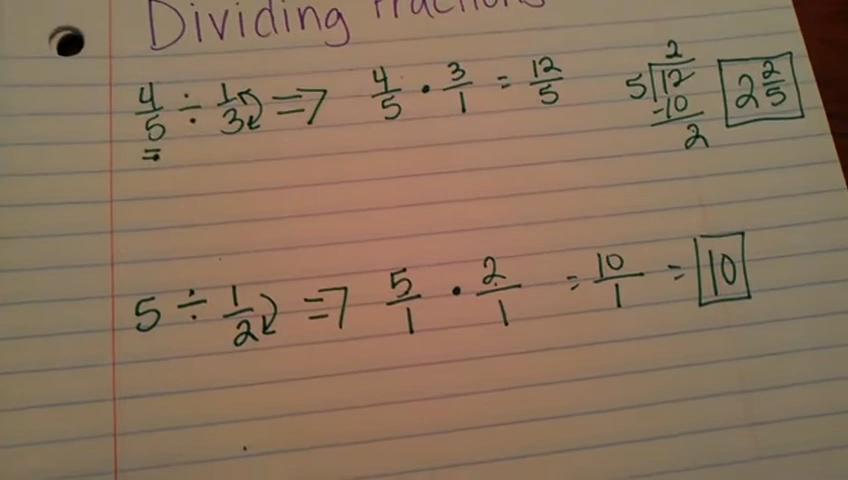 Dividing Fractions
4/5 ÷ 1/3 => 4/5 · 3/1 = 12/5
2
5)12
-10
2
2 2/5
=
5 ÷ 1/2 => 5/1 · 2/1 = 10/1 = 10